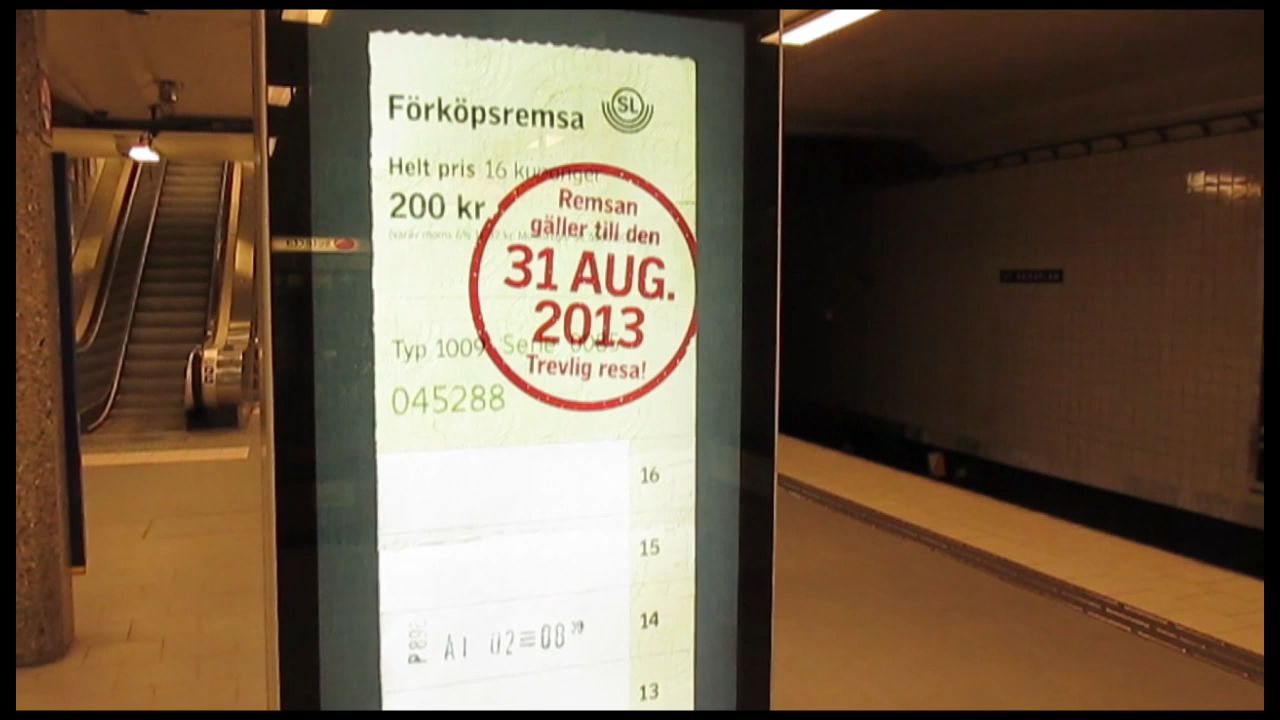 Förköpsremsa
SL
Helt pris 16 kuponger
200 kr
Remsan
gäller till den
31 AUG.
2013
Trevlig resa!
Typ 1009 Serie
045288
16
15
14
A1 02=08
13